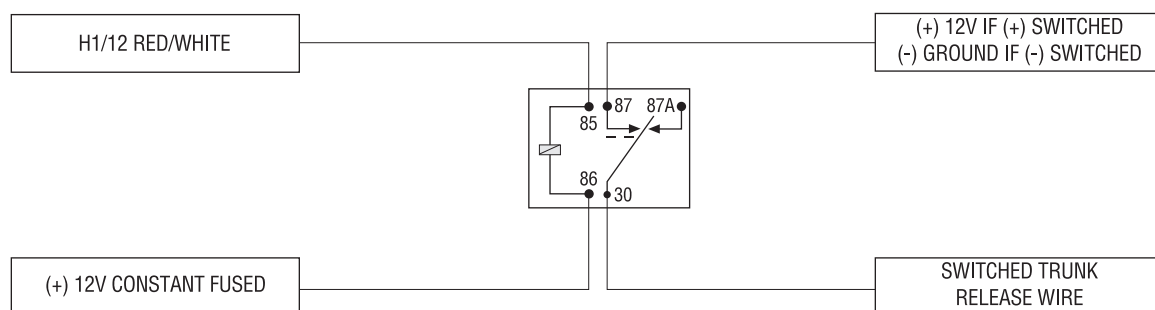 H1/12 RED/WHITE
(+) 12V IF (+) SWITCHED
(-) GROUND IF (-) SWITCHED
87 87A
85
86
30
(+) 12V CONSTANT FUSED
SWITCHED TRUNK
RELEASE WIRE